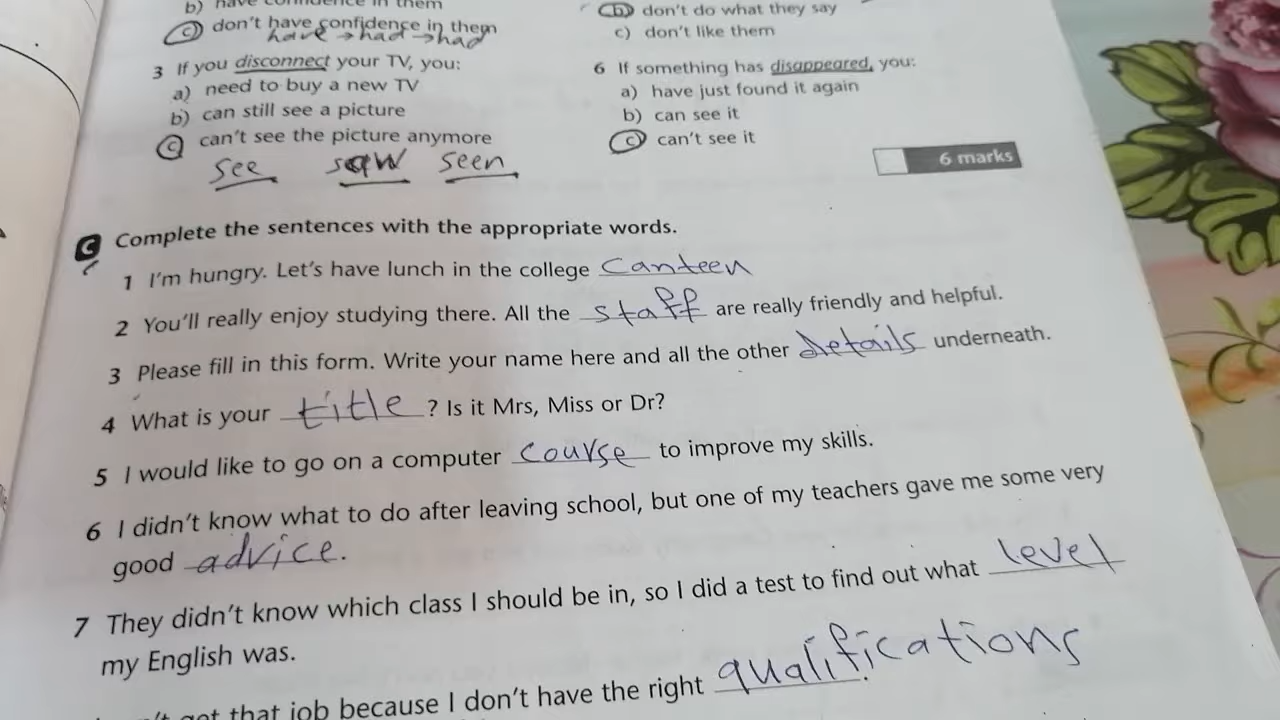 b) have confidence in them
c) don't have confidence in them
have → had → had
3 If you disconnect your TV, you:
a) need to buy a new TV
b) can still see a picture
c can't see the picture anymore
see saw seen
b) don't do what they say
c) don't like them
6 If something has disappeared, you:
a) have just found it again
b) can see it
c) can't see it
6 marks
C Complete the sentences with the appropriate words.
1 I'm hungry. Let's have lunch in the college canteen
2 You'll really enjoy studying there. All the staff are really friendly and helpful.
3 Please fill in this form. Write your name here and all the other details underneath.
4 What is your title? Is it Mrs, Miss or Dr?
5 I would like to go on a computer course to improve my skills.
6 I didn't know what to do after leaving school, but one of my teachers gave me some very
good advice.
7 They didn't know which class I should be in, so I did a test to find out what level
my English was.
that job because I don't have the right qualifications.